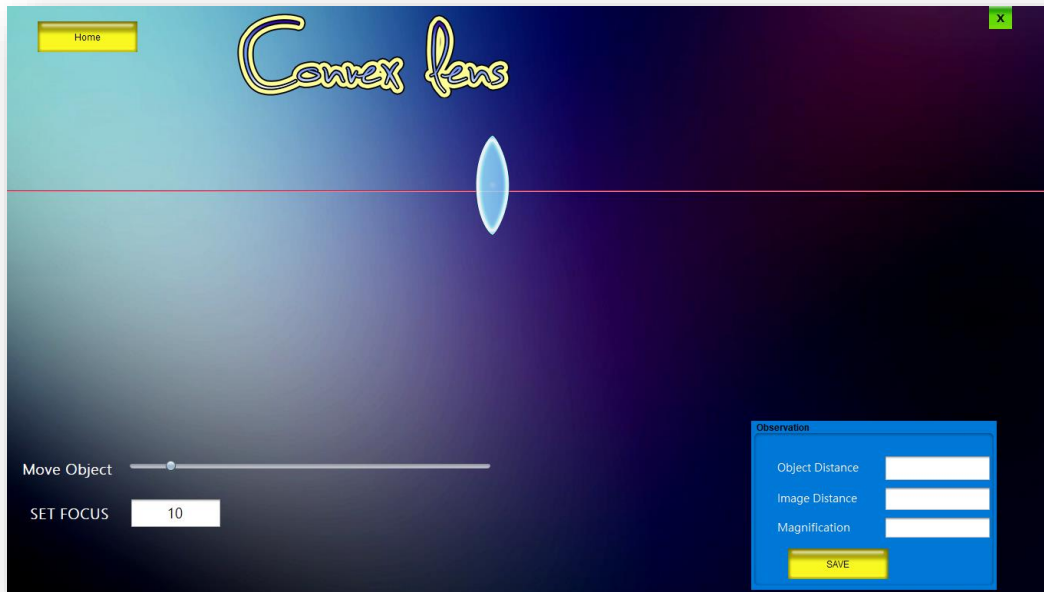 Home
Convex lens
X
Observation
Move Object
Object Distance
Image Distance
SET FOCUS
10
Magnification
SAVE